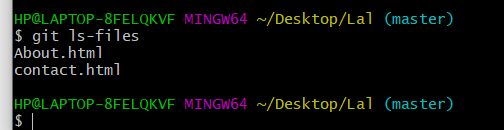 HP@LAPTOP-8FELQKVF MINGW64 ~/Desktop/Lal (master)
$ git ls-files
About.html
contact.html
HP@LAPTOP-8FELQKVF MINGW64 ~/Desktop/Lal (master)
$